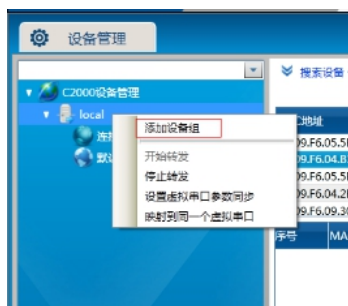 设备管理
搜索设备
C2000设备管理
local
添加设备组
开始转发
停止转发
设置虚拟串口参数同步
映射到同一个虚拟串口
C地址
09.F6.05.5
09.F6.04.B
09.F6.05.5
09.F6.04.2
09.F6.09.3
序号 MA